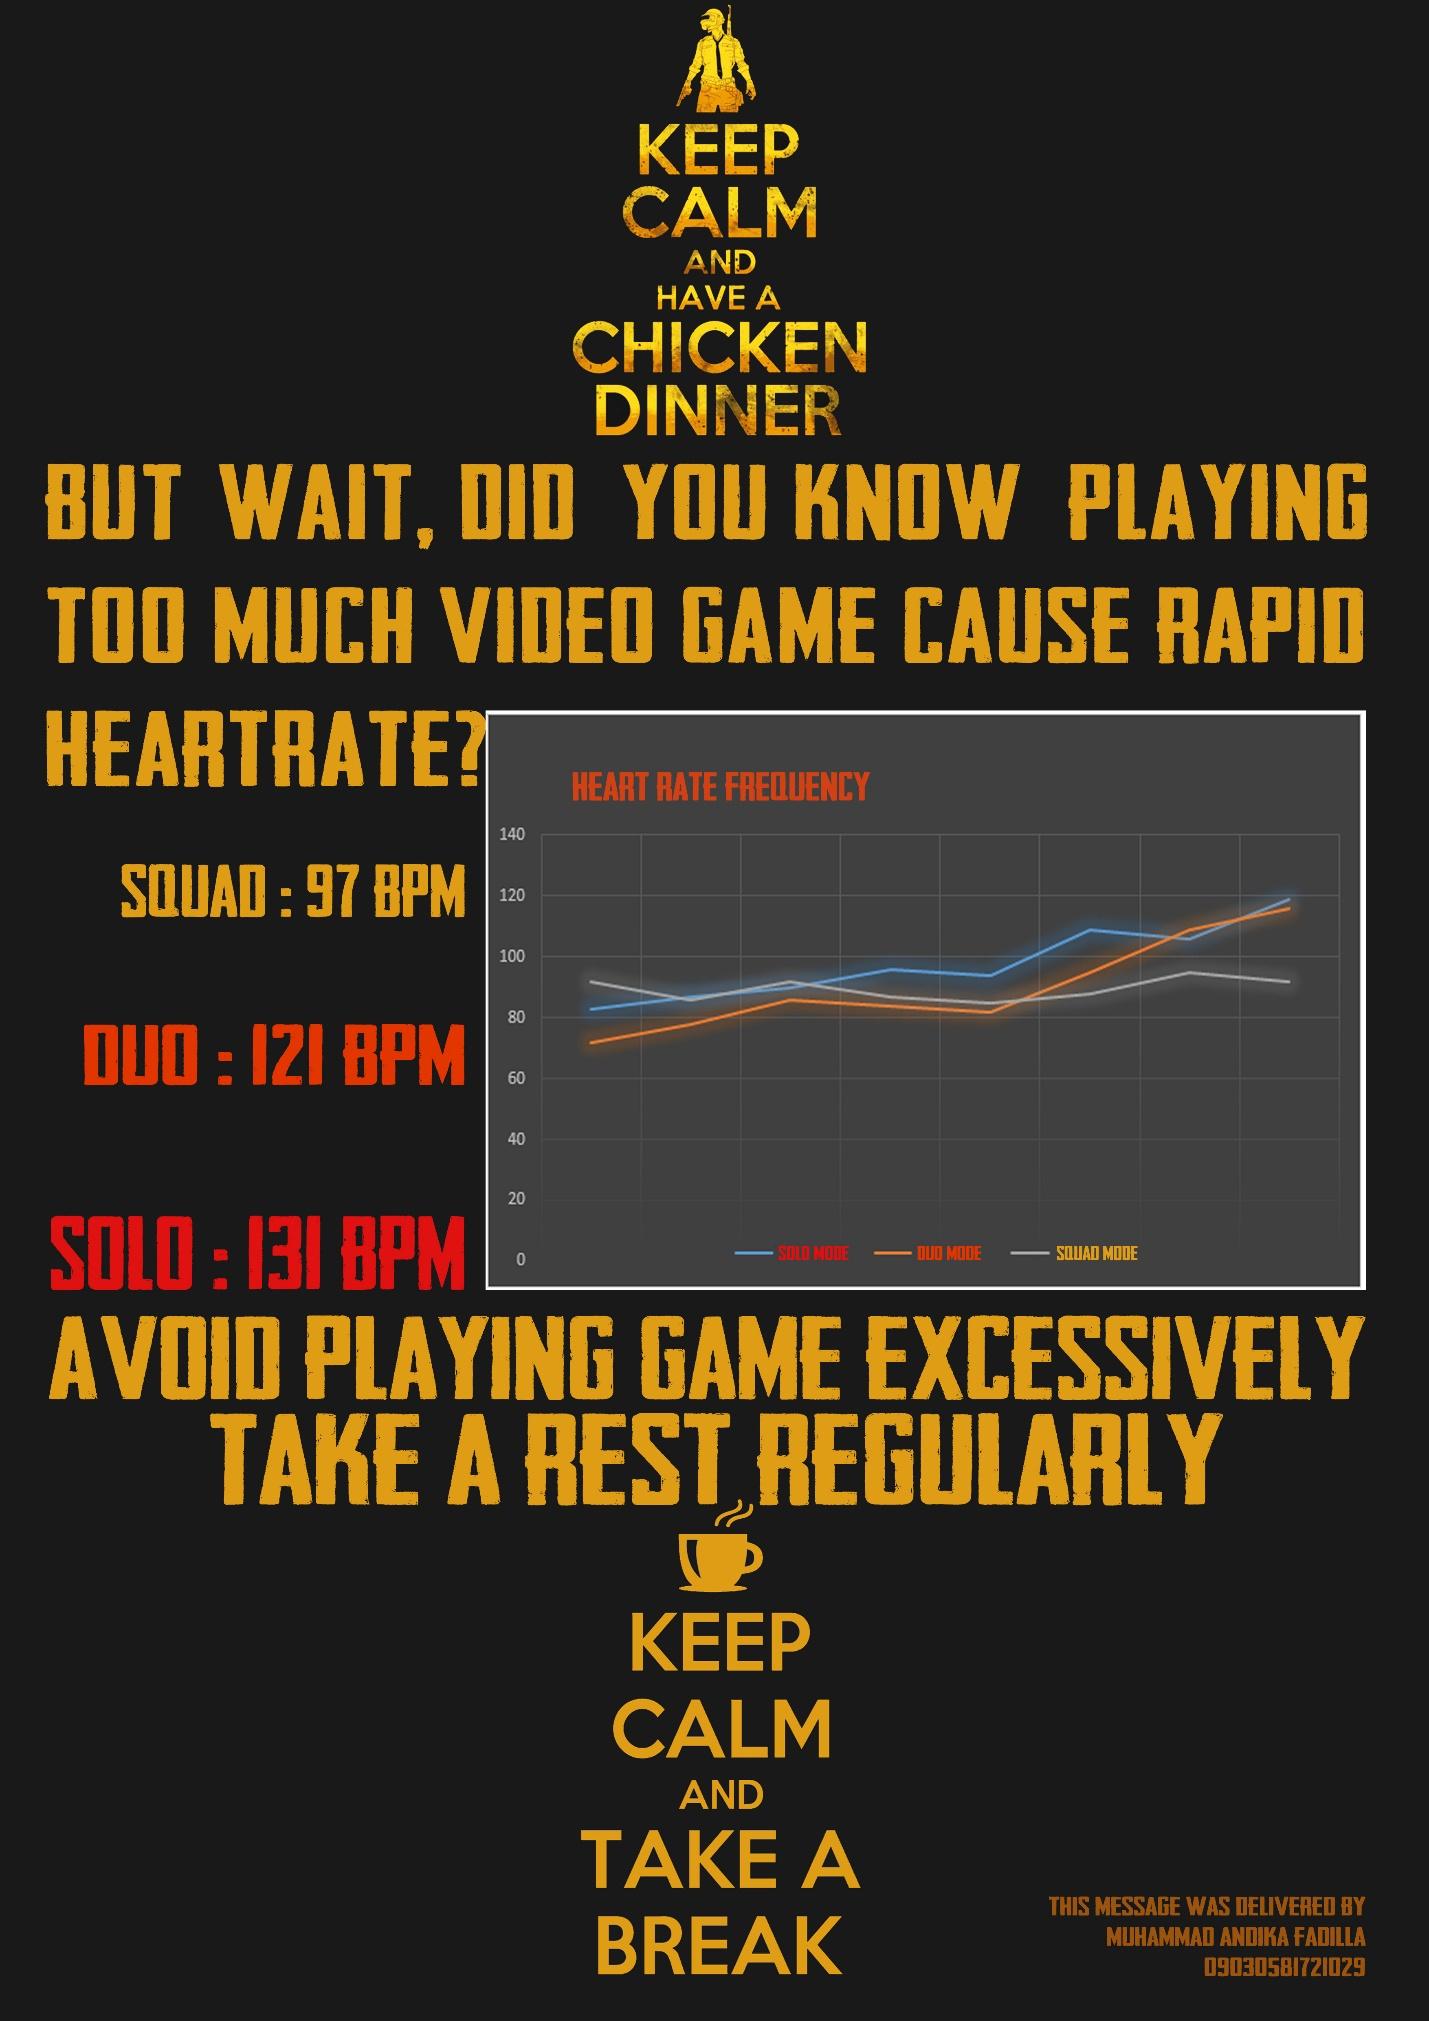 KEEP
CALM
AND
HAVE A
CHICKEN
DINNER
BUT WAIT, DID YOU KNOW PLAYING
TOO MUCH VIDEO GAME CAUSE RAPID
HEARTRATE?
SQUAD : 97 BPM
DUO : 121 BPM
SOLO : 131 BPM
HEART RATE FREQUENCY
140
120
100
80
60
40
20
0
SOLO MODE DUO MODE SQUAD MODE
AVOID PLAYING GAME EXCESSIVELY
TAKE A REST REGULARLY
KEEP
CALM
AND
TAKE A
BREAK
THIS MESSAGE WAS DELIVERED BY
MUHAMMAD ANDIKA FADILLA
09030581721029